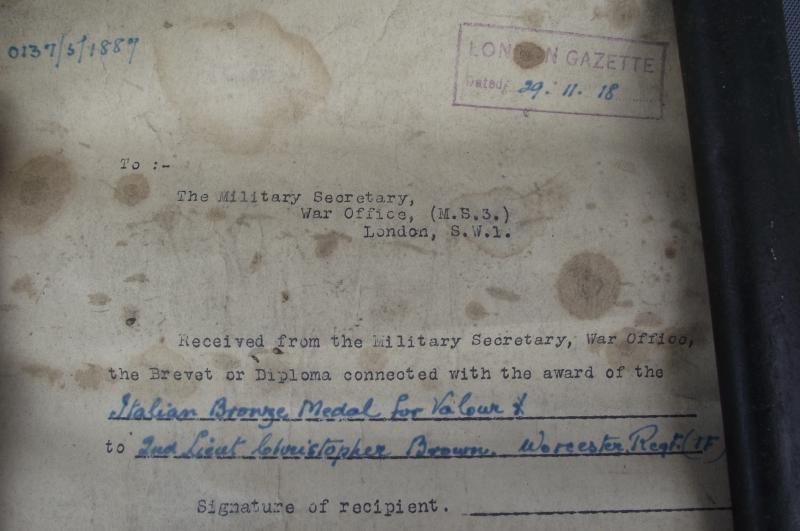 0137/5/1887
LONDON GAZETTE
Dated 29. 11. 18
To :-
The Military Secretary,
War Office, (M.S.3.)
London, S.W.1.
Received from the Military Secretary, War Office,
the Brevet or Diploma connected with the award of the
Italian Bronze Medal for Valour
to 2nd Lieut Christopher Brown. Worcester Regt. (TF)
Signature of recipient.